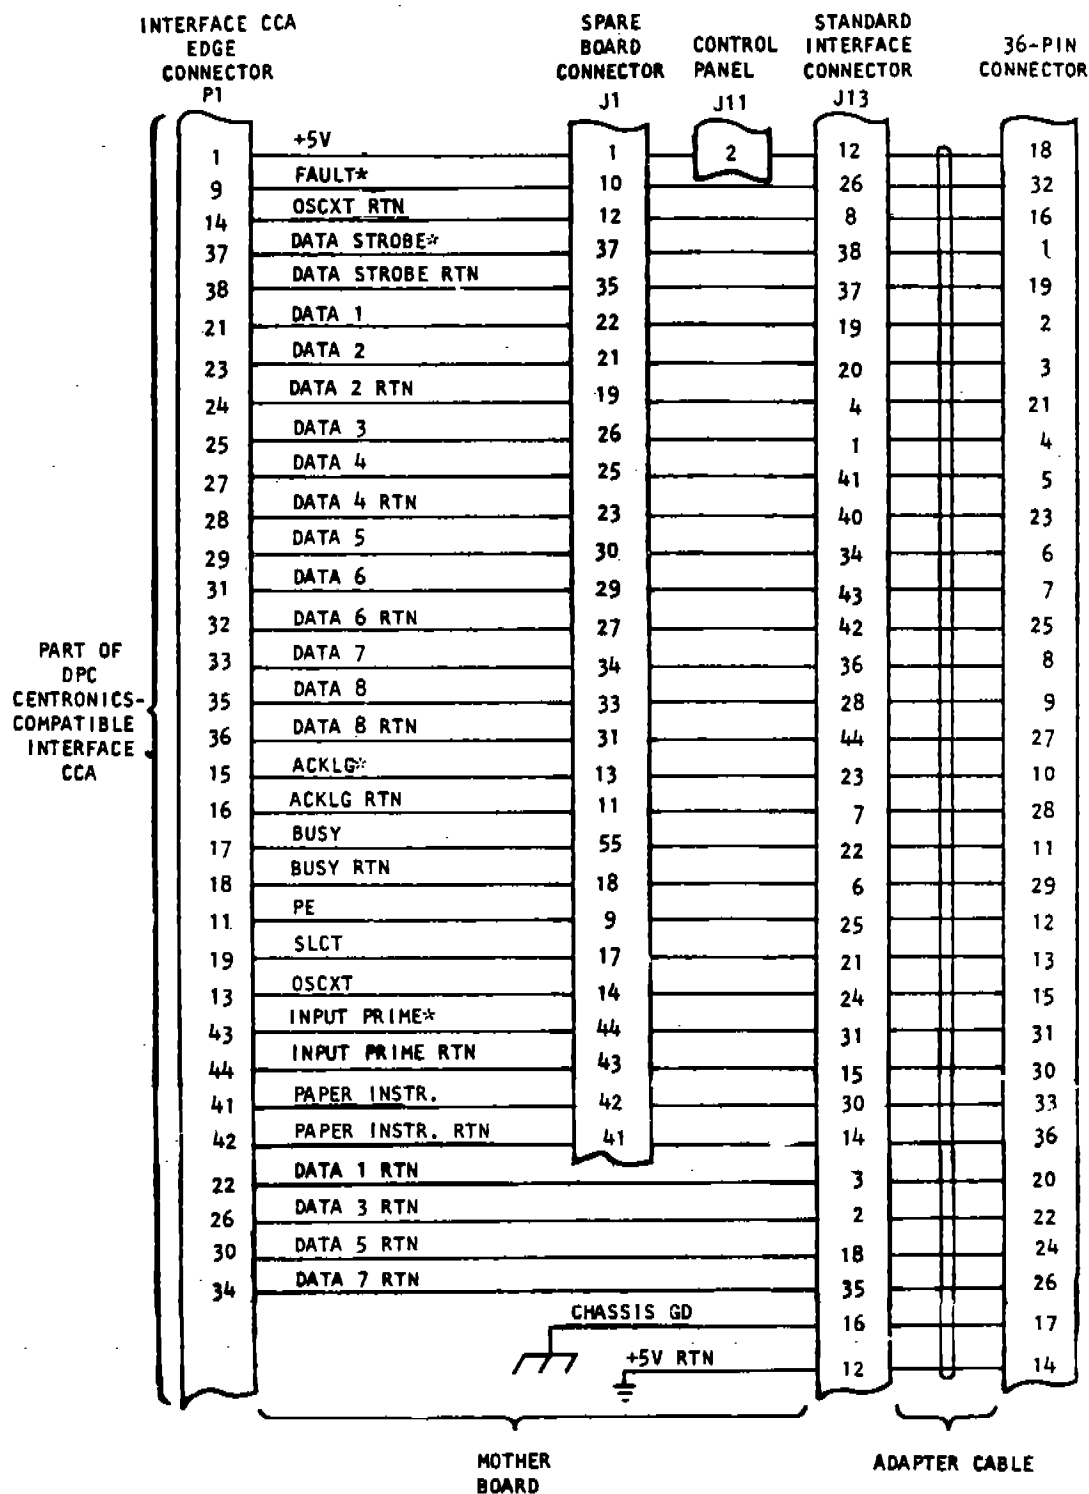 INTERFACE CCA EDGE CONNECTOR P1
SPARE BOARD CONNECTOR J1
CONTROL PANEL J11
STANDARD INTERFACE CONNECTOR J13
36-PIN CONNECTOR
1 +5V 1 2 12 18
9 FAULT* 10 26 32
14 OSCXT RTN 12 8 16
37 DATA STROBE* 37 38 1
38 DATA STROBE RTN 35 37 19
21 DATA 1 22 19 2
23 DATA 2 21 20 3
24 DATA 2 RTN 19 4 21
25 DATA 3 26 1 4
27 DATA 4 25 41 5
28 DATA 4 RTN 23 40 23
29 DATA 5 30 34 6
31 DATA 6 29 43 7
32 DATA 6 RTN 27 42 25
33 DATA 7 34 36 8
35 DATA 8 33 28 9
36 DATA 8 RTN 31 44 27
15 ACKLG* 13 23 10
16 ACKLG RTN 11 7 28
17 BUSY 55 22 11
18 BUSY RTN 18 6 29
11 PE 9 25 12
19 SLCT 17 21 13
13 OSCXT 14 24 15
43 INPUT PRIME* 44 31 31
44 INPUT PRIME RTN 43 15 30
41 PAPER INSTR. 42 30 33
42 PAPER INSTR. RTN 41 14 36
22 DATA 1 RTN 3 20
26 DATA 3 RTN 2 22
30 DATA 5 RTN 18 24
34 DATA 7 RTN 35 26
CHASSIS GD 16 17
+5V RTN 12 14
PART OF
DPC
CENTRONICS-
COMPATIBLE
INTERFACE
CCA
MOTHER
BOARD
ADAPTER CABLE